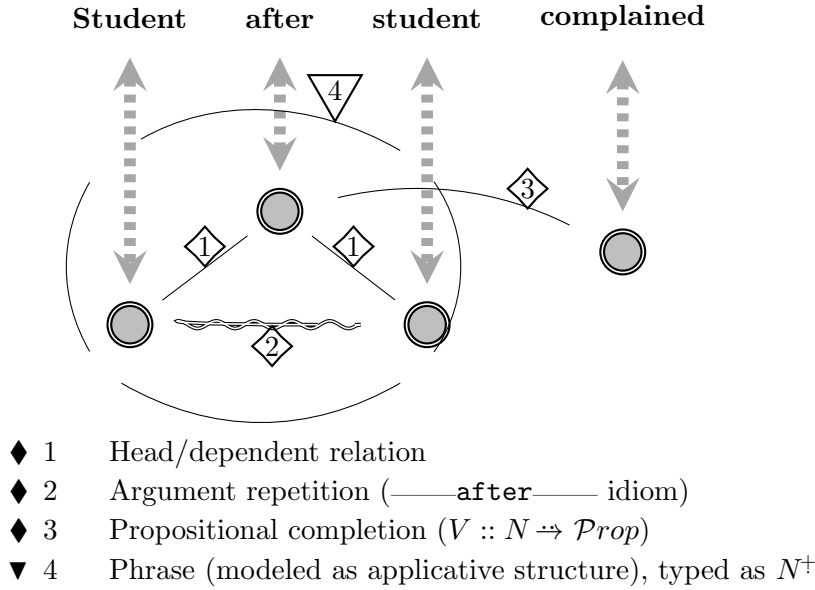 Student after student complained
4
3
1 1
2
♦ 1 Head/dependent relation
♦ 2 Argument repetition (——after—— idiom)
♦ 3 Propositional completion (V :: N ⤳ 𝒫rop)
▼ 4 Phrase (modeled as applicative structure), typed as N⁺